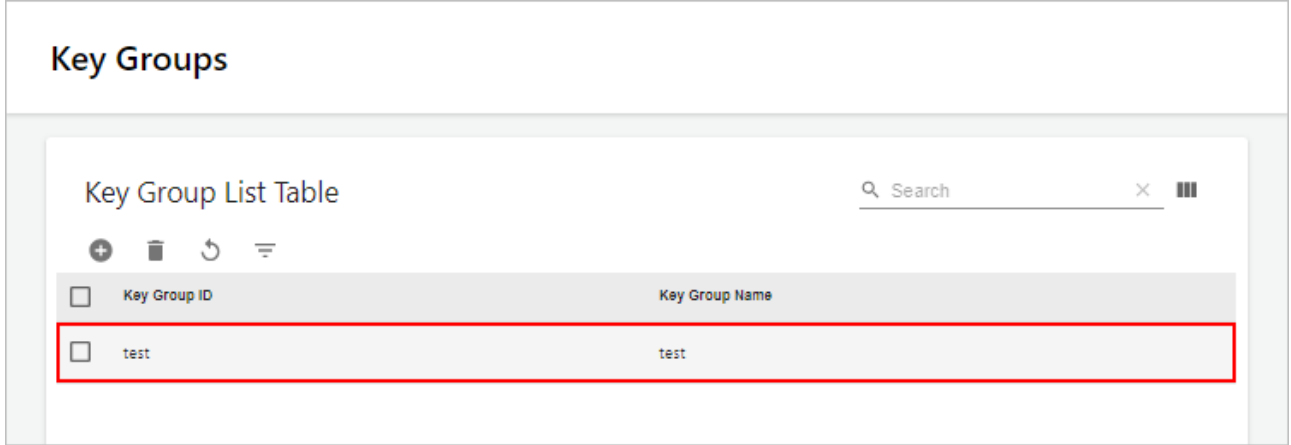 Key Groups
Key Group List Table
Search
Key Group ID Key Group Name
test test